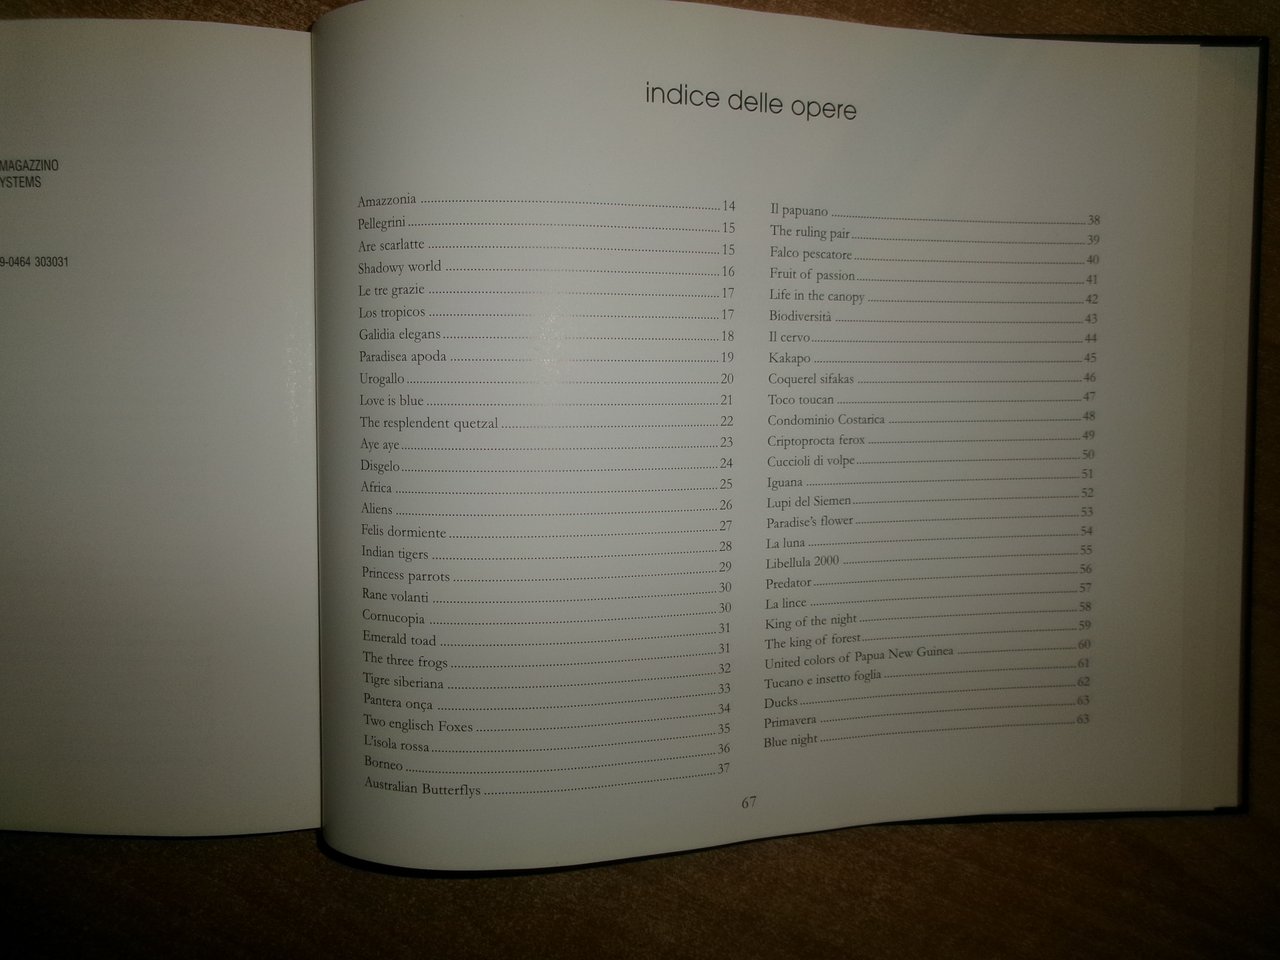 MAGAZZINO
YSTEMS
9-0464 303031
indice delle opere
Amazzonia 14
Pellegrini 15
Are scarlatte 15
Shadowy world 16
Le tre grazie 17
Los tropicos 17
Galidia elegans 18
Paradisea apoda 19
Urogallo 20
Love is blue 21
The resplendent quetzal 22
Aye aye 23
Disgelo 24
Africa 25
Aliens 26
Felis dormiente 27
Indian tigers 28
Princess parrots 29
Rane volanti 30
Cornucopia 30
Emerald toad 31
The three frogs 31
Tigre siberiana 32
Pantera onça 33
Two englisch Foxes 34
L'isola rossa 35
Borneo 36
Australian Butterflys 37
Il papuano 38
The ruling pair 39
Falco pescatore 40
Fruit of passion 41
Life in the canopy 42
Biodiversità 43
Il cervo 44
Kakapo 45
Coquerel sifakas 46
Toco toucan 47
Condominio Costarica 48
Criptoprocta ferox 49
Cuccioli di volpe 50
Iguana 51
Lupi del Siemen 52
Paradise's flower 53
La luna 54
Libellula 2000 55
Predator 56
La lince 57
King of the night 58
The king of forest 59
United colors of Papua New Guinea 60
Tucano e insetto foglia 61
Ducks 62
Primavera 63
Blue night 63
67